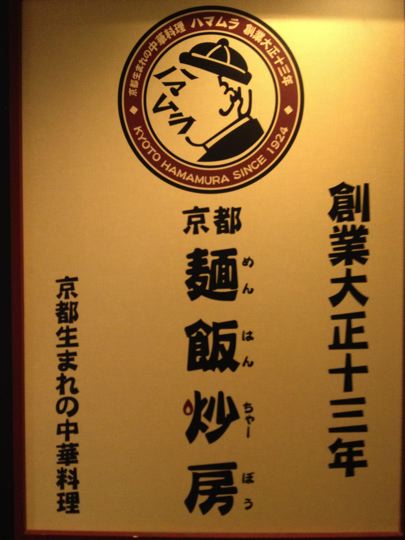 京都生まれの中華料理 ハマムラ 創業大正十三年
ハマムラ
KYOTO HAMAMURA SINCE 1924
創業大正十三年
京都
麺飯炒房
めん はん ちゃー ぼう
京都生まれの中華料理